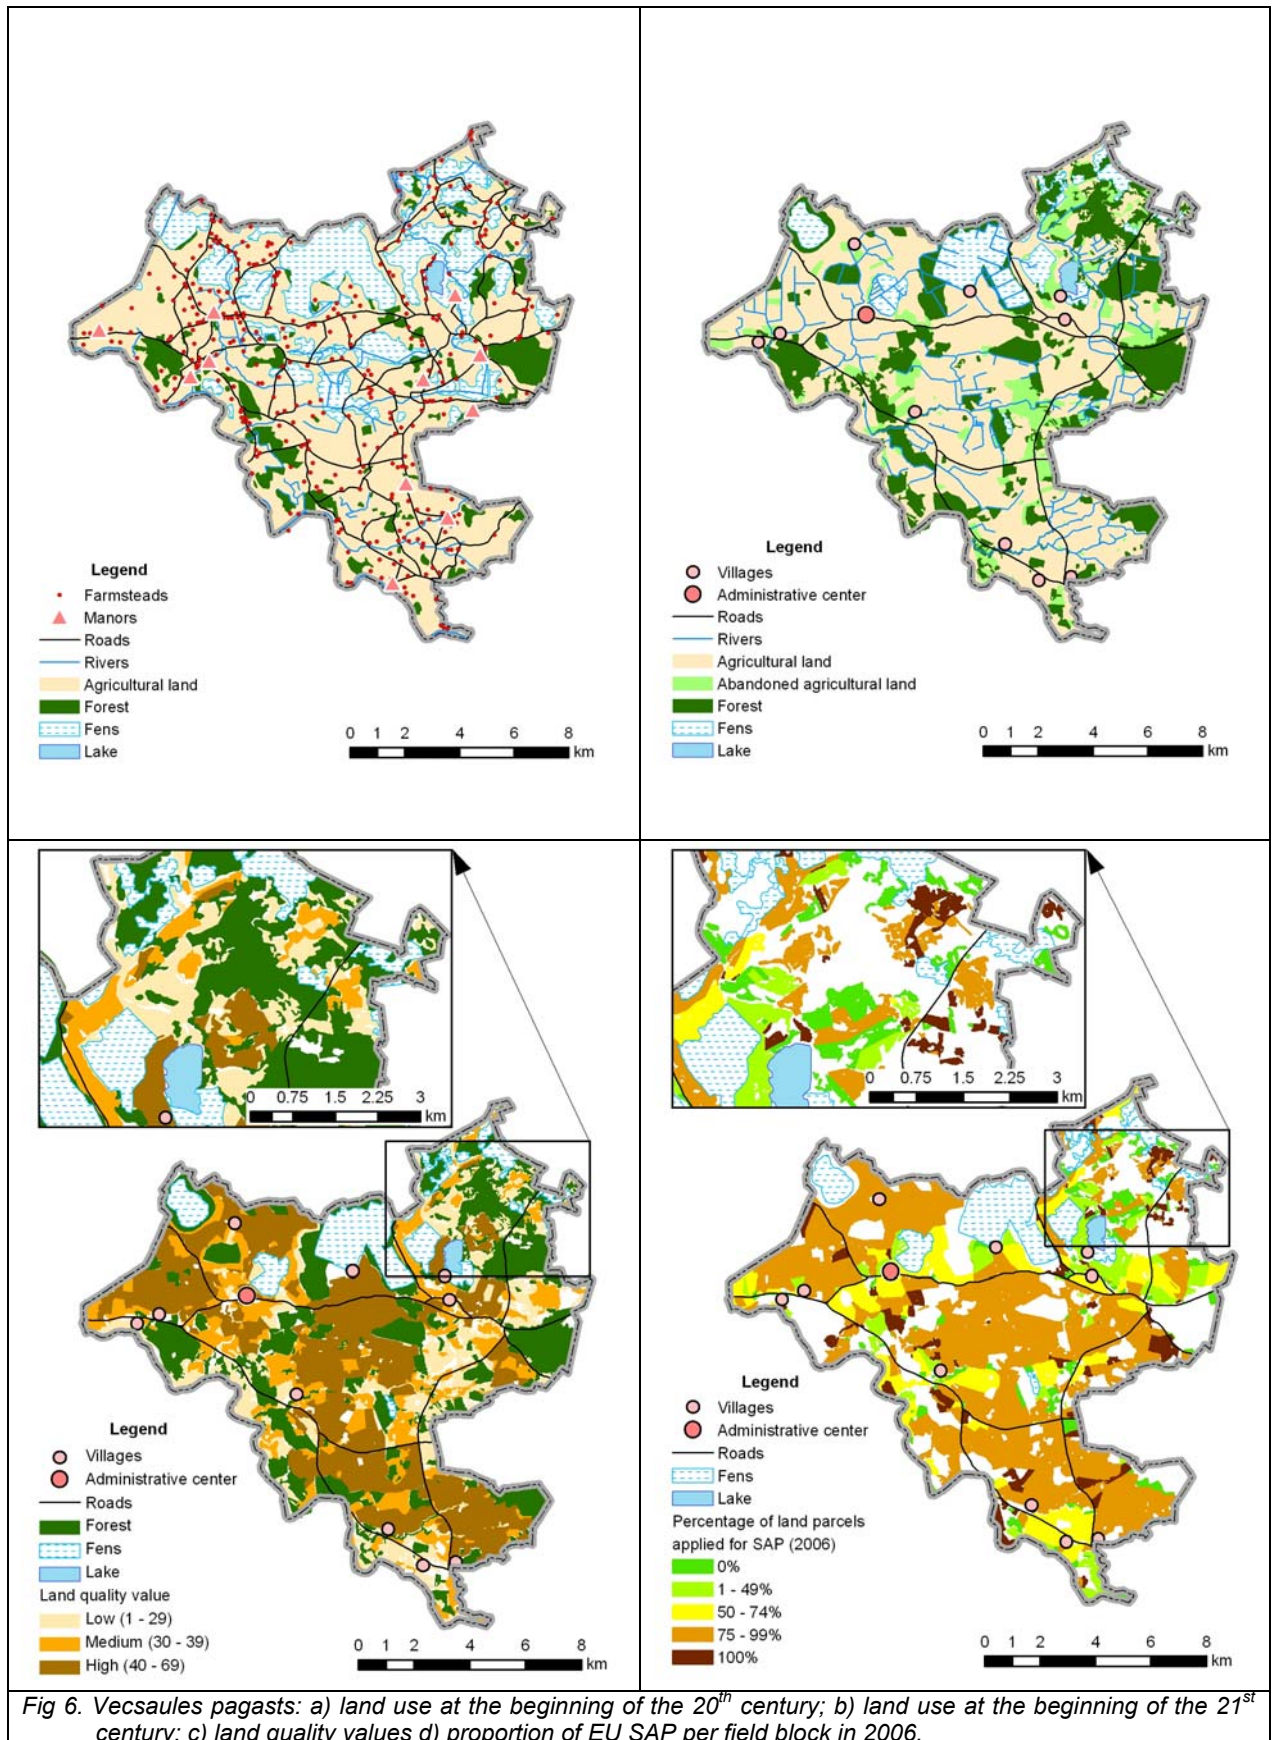 Legend
Farmsteads
Manors
Roads
Rivers
Agricultural land
Forest
Fens
Lake
0 1 2 4 6 8
km
Legend
Villages
Administrative center
Roads
Rivers
Agricultural land
Abandoned agricultural land
Forest
Fens
Lake
0 1 2 4 6 8
km
0 0.75 1.5 2.25 3
km
Legend
Villages
Administrative center
Roads
Forest
Fens
Lake
Land quality value
Low (1 - 29)
Medium (30 - 39)
High (40 - 69)
0 1 2 4 6 8
km
0 0.75 1.5 2.25 3
km
Legend
Villages
Administrative center
Roads
Fens
Lake
Percentage of land parcels
applied for SAP (2006)
0%
1 - 49%
50 - 74%
75 - 99%
100%
0 1 2 4 6 8
km
Fig 6. Vecsaules pagasts: a) land use at the beginning of the 20th century; b) land use at the beginning of the 21st
century; c) land quality values d) proportion of EU SAP per field block in 2006.